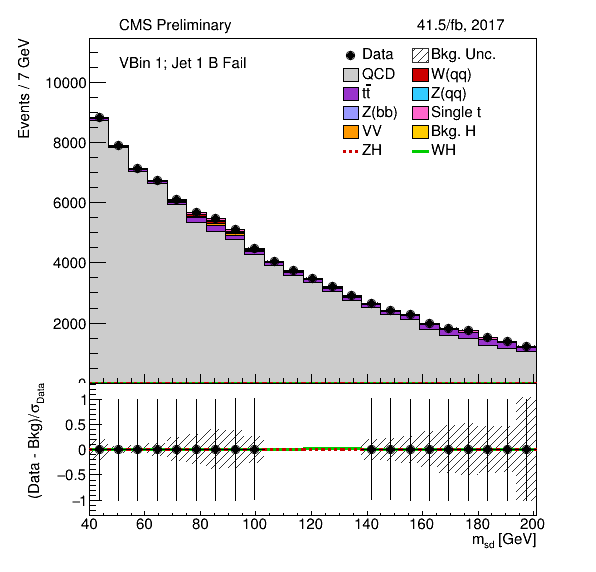 CMS Preliminary 41.5/fb, 2017
Events / 7 GeV
VBin 1; Jet 1 B Fail
Data Bkg. Unc.
QCD W(qq)
tt̅ Z(qq)
Z(bb) Single t
VV Bkg. H
ZH WH
10000
8000
6000
4000
2000
0
(Data - Bkg)/σData
1
0.5
0
−0.5
−1
40 60 80 100 120 140 160 180 200
msd [GeV]